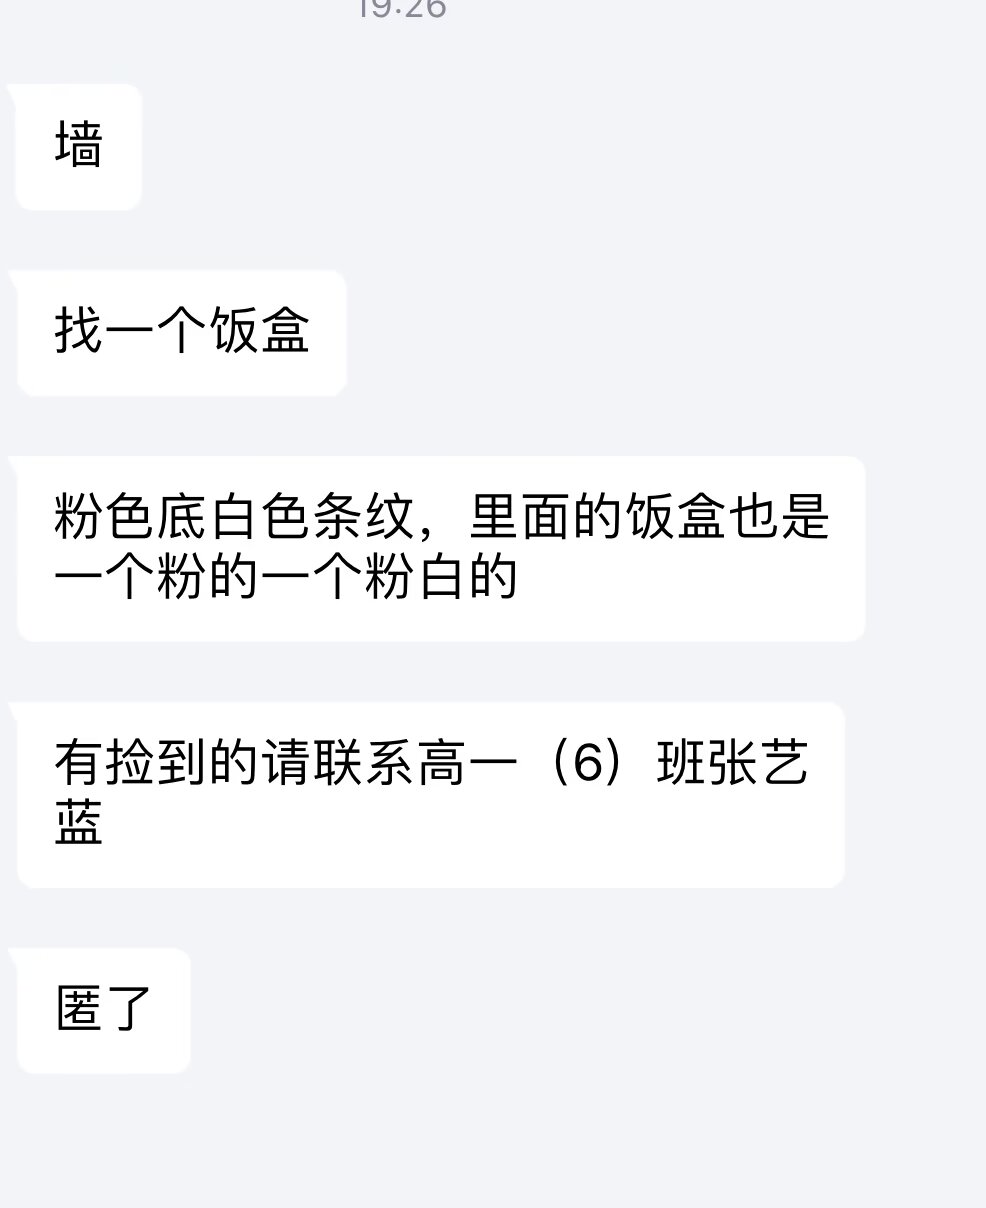 19:26
墙
找一个饭盒
粉色底白色条纹，里面的饭盒也是
一个粉的一个粉白的
有捡到的请联系高一（6）班张艺
蓝
匿了